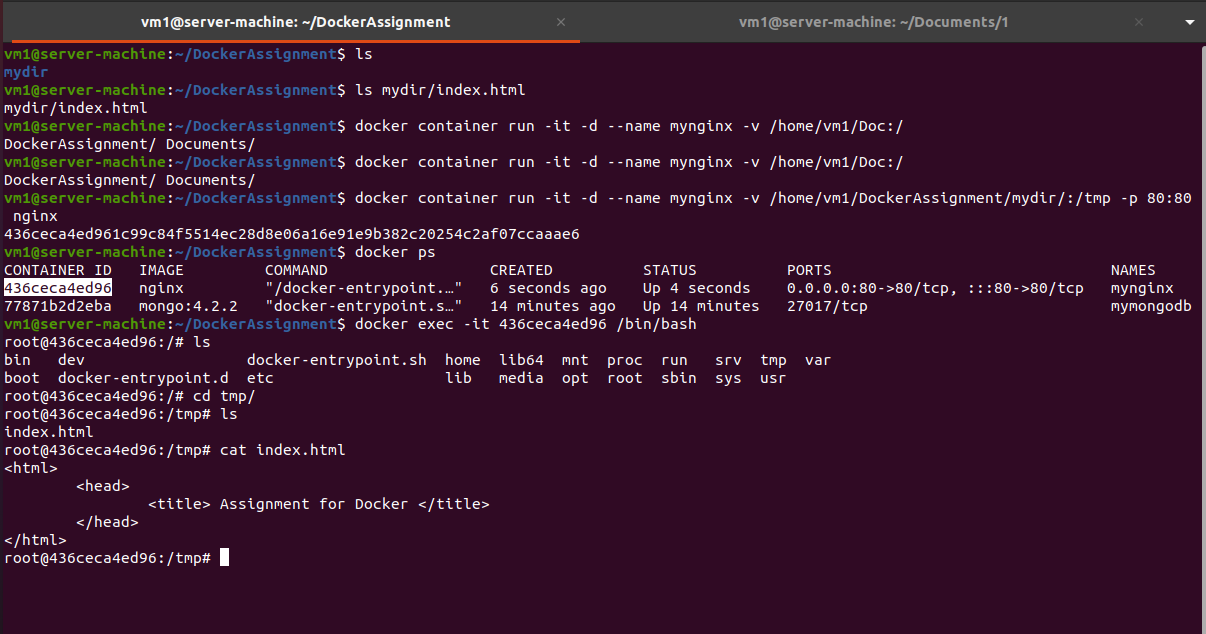 vm1@server-machine: ~/DockerAssignment × vm1@server-machine: ~/Documents/1 ×
vm1@server-machine:~/DockerAssignment$ ls
mydir
vm1@server-machine:~/DockerAssignment$ ls mydir/index.html
mydir/index.html
vm1@server-machine:~/DockerAssignment$ docker container run -it -d --name mynginx -v /home/vm1/Doc:/
DockerAssignment/ Documents/
vm1@server-machine:~/DockerAssignment$ docker container run -it -d --name mynginx -v /home/vm1/Doc:/
DockerAssignment/ Documents/
vm1@server-machine:~/DockerAssignment$ docker container run -it -d --name mynginx -v /home/vm1/DockerAssignment/mydir/:/tmp -p 80:80
 nginx
436ceca4ed961c99c84f5514ec28d8e06a16e91e9b382c20254c2af07ccaaae6
vm1@server-machine:~/DockerAssignment$ docker ps
CONTAINER ID   IMAGE         COMMAND                  CREATED          STATUS          PORTS                               NAMES
436ceca4ed96   nginx         "/docker-entrypoint.…"   6 seconds ago    Up 4 seconds    0.0.0.0:80->80/tcp, :::80->80/tcp   mynginx
77871b2d2eba   mongo:4.2.2   "docker-entrypoint.s…"   14 minutes ago   Up 14 minutes   27017/tcp                           mymongodb
vm1@server-machine:~/DockerAssignment$ docker exec -it 436ceca4ed96 /bin/bash
root@436ceca4ed96:/# ls
bin   dev                  docker-entrypoint.sh  home  lib64  mnt  proc  run   srv  tmp  var
boot  docker-entrypoint.d  etc                   lib   media  opt  root  sbin  sys  usr
root@436ceca4ed96:/# cd tmp/
root@436ceca4ed96:/tmp# ls
index.html
root@436ceca4ed96:/tmp# cat index.html
<html>
        <head>
                <title> Assignment for Docker </title>
        </head>
</html>
root@436ceca4ed96:/tmp#